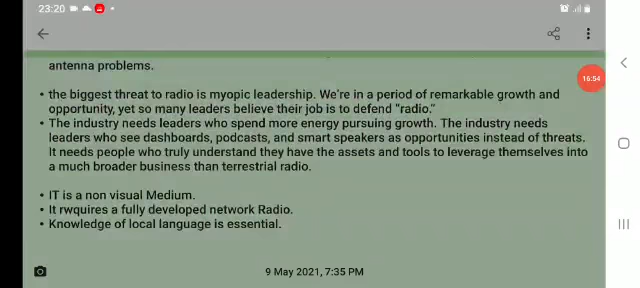 23:20
antenna problems.
• the biggest threat to radio is myopic leadership. We're in a period of remarkable growth and
opportunity, yet so many leaders believe their job is to defend "radio."
• The industry needs leaders who spend more energy pursuing growth. The industry needs
leaders who see dashboards, podcasts, and smart speakers as opportunities instead of threats.
It needs people who truly understand they have the assets and tools to leverage themselves into
a much broader business than terrestrial radio.
• IT is a non visual Medium.
• It rwquires a fully developed network Radio.
• Knowledge of local language is essential.
9 May 2021, 7:35 PM
16:54